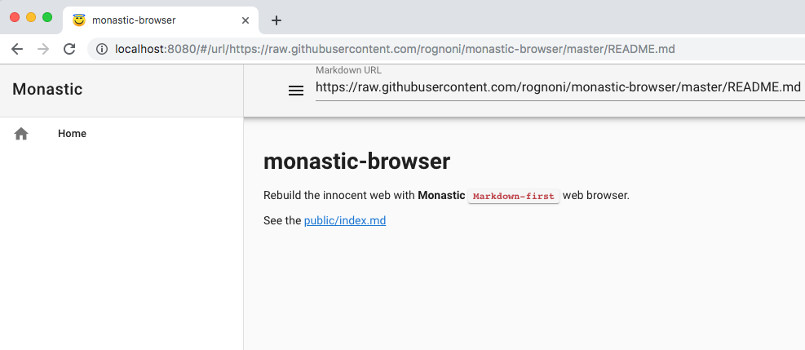 monastic-browser
localhost:8080/#/url/https://raw.githubusercontent.com/rognoni/monastic-browser/master/README.md
Monastic
Markdown URL
https://raw.githubusercontent.com/rognoni/monastic-browser/master/README.md
Home
monastic-browser
Rebuild the innocent web with Monastic Markdown-first web browser.
See the public/index.md